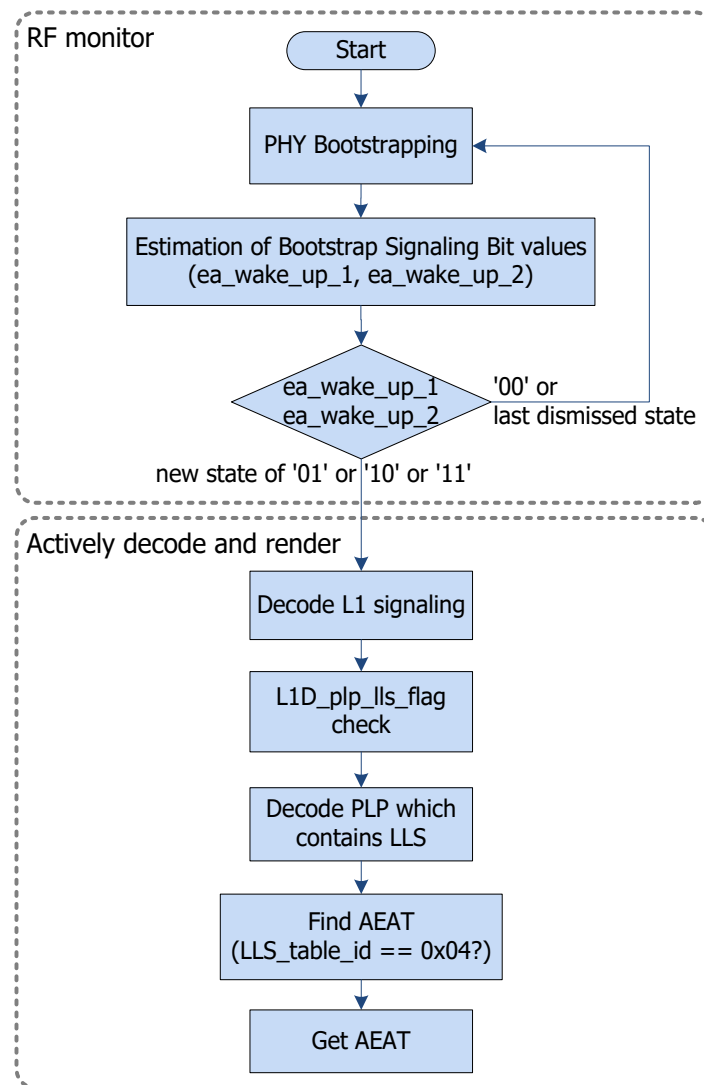 RF monitor
Start
PHY Bootstrapping
Estimation of Bootstrap Signaling Bit values
(ea_wake_up_1, ea_wake_up_2)
ea_wake_up_1
ea_wake_up_2
'00' or
last dismissed state
new state of '01' or '10' or '11'
Actively decode and render
Decode L1 signaling
L1D_plp_lls_flag
check
Decode PLP which
contains LLS
Find AEAT
(LLS_table_id == 0x04?)
Get AEAT